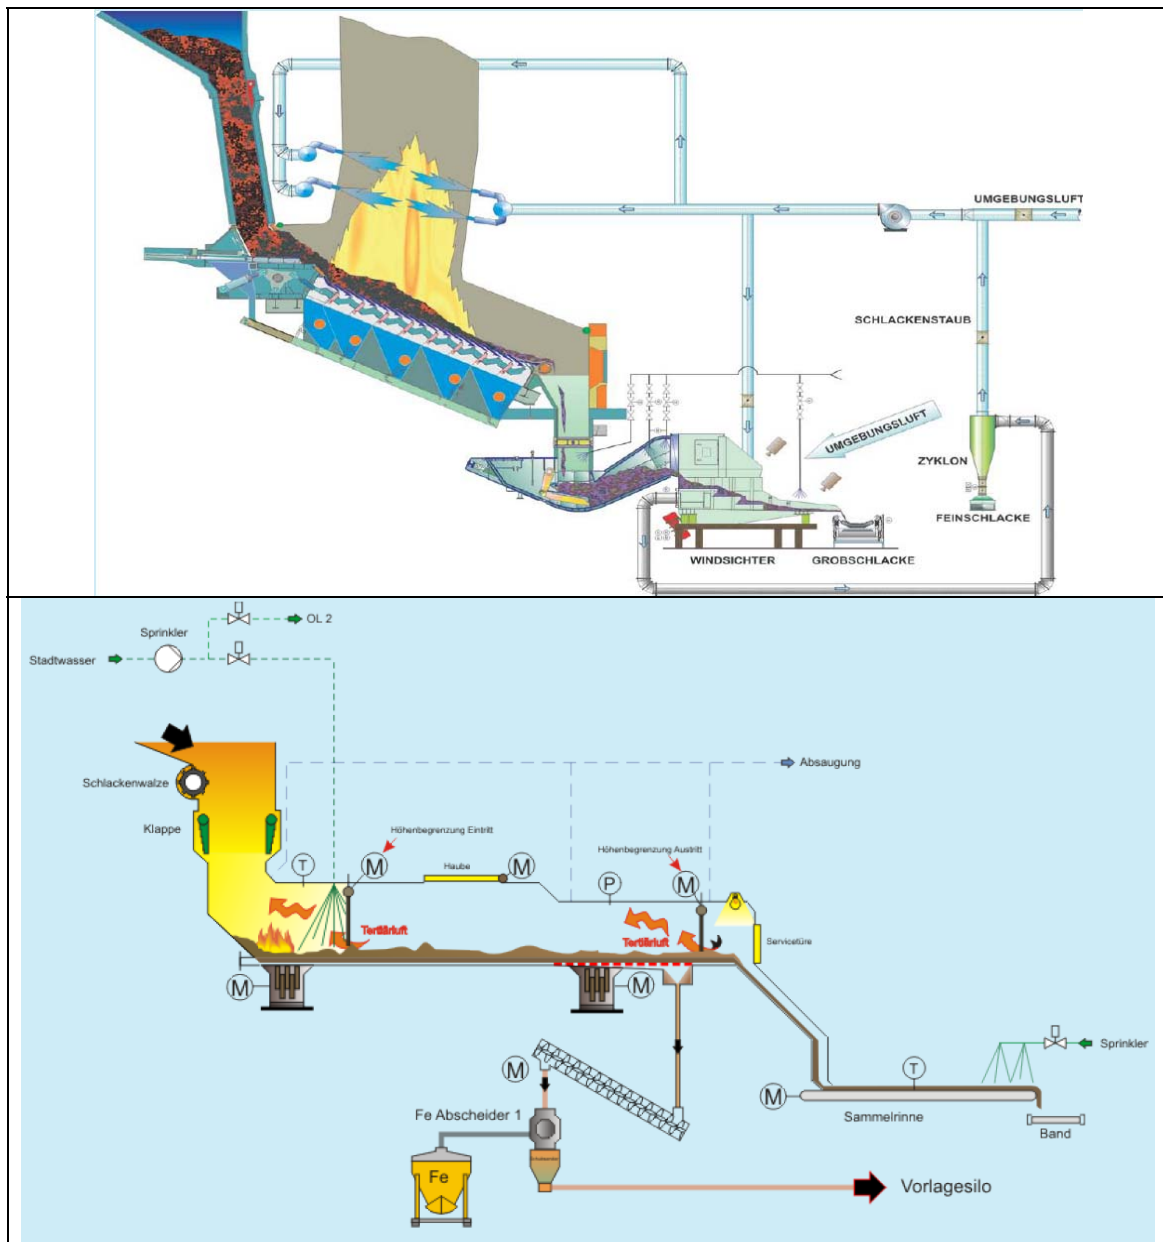 UMGEBUNGSLUFT
SCHLACKENSTAUB
UMGEBUNGSLUFT
ZYKLON
FEINSCHLACKE
WINDSICHTER
GROBSCHLACKE
OL 2
Sprinkler
Stadtwasser
Absaugung
Schlackenwalze
Klappe
Höhenbegrenzung Eintritt
Höhenbegrenzung Austritt
T
M
Haube
M
P
M
Tertiärluft
Tertiärluft
Servicetüre
M
M
Sprinkler
M
T
M
Sammelrinne
Band
Fe Abscheider 1
Fe
Vorlagesilo